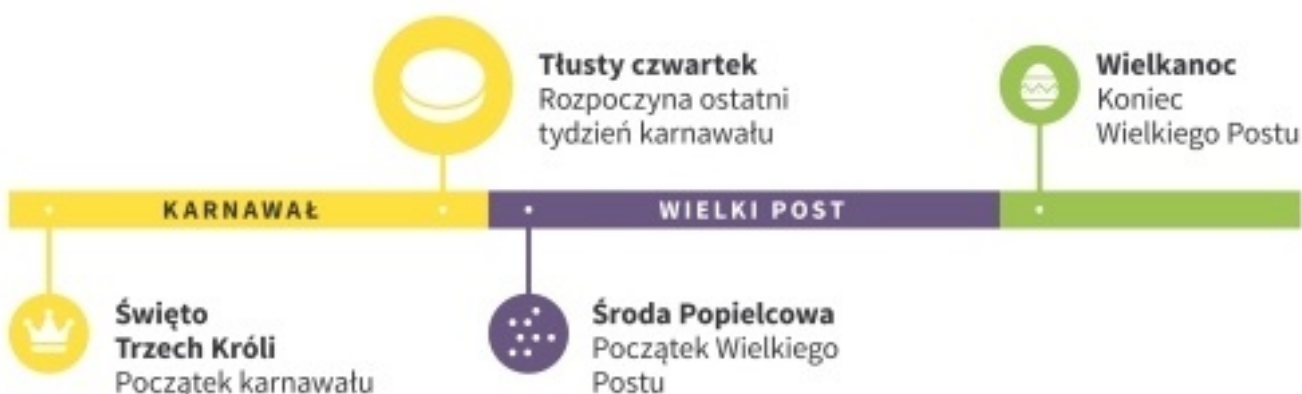 Tłusty czwartek
Rozpoczyna ostatni
tydzień karnawału
Wielkanoc
Koniec
Wielkiego Postu
KARNAWAŁ
WIELKI POST
Święto
Trzech Króli
Początek karnawału
Środa Popielcowa
Początek Wielkiego
Postu